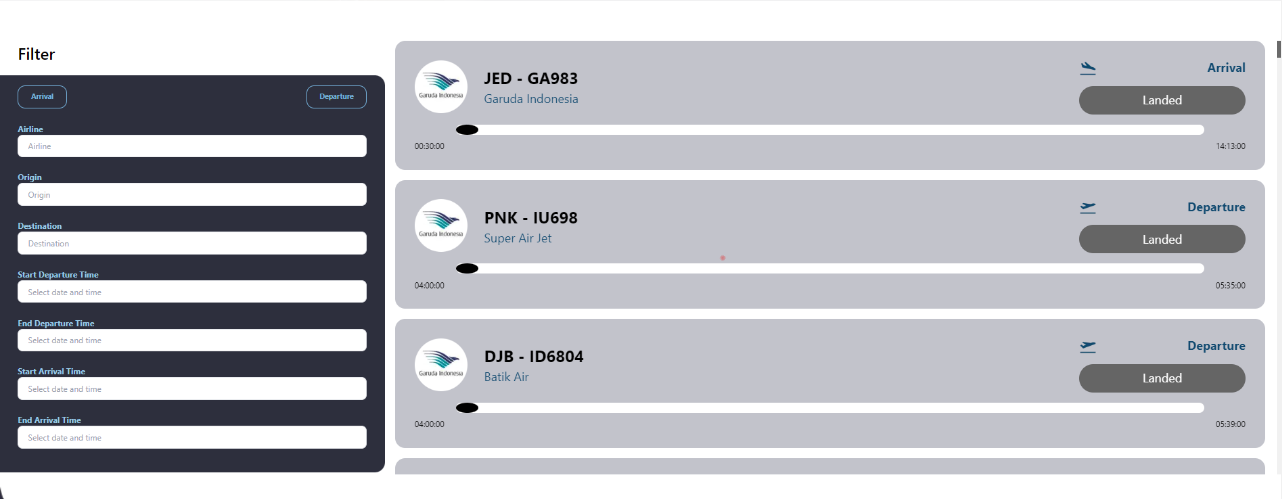 Filter
Arrival
Departure
Airline
Airline
Origin
Origin
Destination
Destination
Start Departure Time
Select date and time
End Departure Time
Select date and time
Start Arrival Time
Select date and time
End Arrival Time
Select date and time
Garuda Indonesia
JED - GA983
Garuda Indonesia
Arrival
Landed
00:30:00
14:13:00
Garuda Indonesia
PNK - IU698
Super Air Jet
Departure
Landed
04:00:00
05:35:00
Garuda Indonesia
DJB - ID6804
Batik Air
Departure
Landed
04:00:00
05:39:00